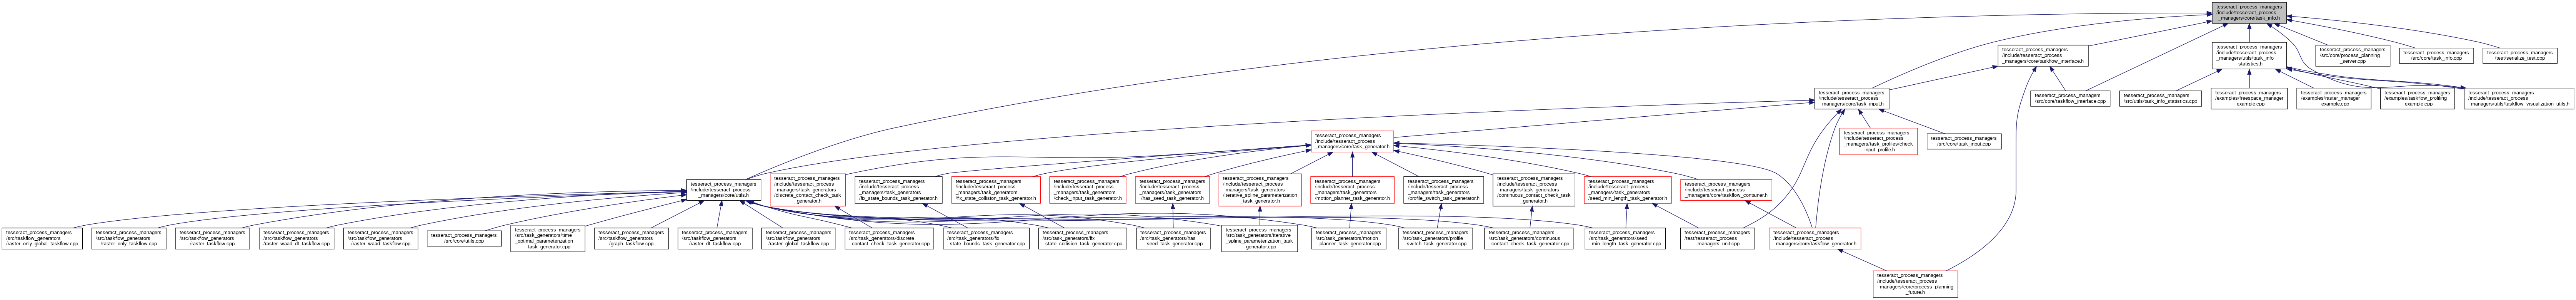 tesseract_process_managers
/include/tesseract_process
_managers/core/task_info.h
tesseract_process_managers
/include/tesseract_process
_managers/core/taskflow_interface.h
tesseract_process_managers
/include/tesseract_process
_managers/utils/task_info
_statistics.h
tesseract_process_managers
/src/core/process_planning
_server.cpp
tesseract_process_managers
/src/core/task_info.cpp
tesseract_process_managers
/test/serialize_test.cpp
tesseract_process_managers
/include/tesseract_process
_managers/core/task_input.h
tesseract_process_managers
/src/core/taskflow_interface.cpp
tesseract_process_managers
/src/utils/task_info_statistics.cpp
tesseract_process_managers
/examples/freespace_manager
_example.cpp
tesseract_process_managers
/examples/raster_manager
_example.cpp
tesseract_process_managers
/examples/taskflow_profiling
_example.cpp
tesseract_process_managers
/include/tesseract_process
_managers/utils/taskflow_visualization_utils.h
tesseract_process_managers
/include/tesseract_process
_managers/core/task_generator.h
tesseract_process_managers
/include/tesseract_process
_managers/task_profiles/check
_input_profile.h
tesseract_process_managers
/src/core/task_input.cpp
tesseract_process_managers
/include/tesseract_process
_managers/core/utils.h
tesseract_process_managers
/include/tesseract_process
_managers/task_generators
/discrete_contact_check_task
_generator.h
tesseract_process_managers
/include/tesseract_process
_managers/task_generators
/fix_state_bounds_task_generator.h
tesseract_process_managers
/include/tesseract_process
_managers/task_generators
/fix_state_collision_task_generator.h
tesseract_process_managers
/include/tesseract_process
_managers/task_generators
/check_input_task_generator.h
tesseract_process_managers
/include/tesseract_process
_managers/task_generators
/has_seed_task_generator.h
tesseract_process_managers
/include/tesseract_process
_managers/task_generators
/iterative_spline_parameterization
_task_generator.h
tesseract_process_managers
/include/tesseract_process
_managers/task_generators
/motion_planner_task_generator.h
tesseract_process_managers
/include/tesseract_process
_managers/task_generators
/profile_switch_task_generator.h
tesseract_process_managers
/include/tesseract_process
_managers/task_generators
/continuous_contact_check_task
_generator.h
tesseract_process_managers
/include/tesseract_process
_managers/task_generators
/seed_min_length_task_generator.h
tesseract_process_managers
/include/tesseract_process
_managers/core/taskflow_container.h
tesseract_process_managers
/src/taskflow_generators
/raster_only_global_taskflow.cpp
tesseract_process_managers
/src/taskflow_generators
/raster_only_taskflow.cpp
tesseract_process_managers
/src/taskflow_generators
/raster_taskflow.cpp
tesseract_process_managers
/src/taskflow_generators
/raster_waad_dt_taskflow.cpp
tesseract_process_managers
/src/taskflow_generators
/raster_waad_taskflow.cpp
tesseract_process_managers
/src/core/utils.cpp
tesseract_process_managers
/src/task_generators/time
_optimal_parameterization
_task_generator.cpp
tesseract_process_managers
/src/taskflow_generators
/graph_taskflow.cpp
tesseract_process_managers
/src/taskflow_generators
/raster_dt_taskflow.cpp
tesseract_process_managers
/src/taskflow_generators
/raster_global_taskflow.cpp
tesseract_process_managers
/src/task_generators/discrete
_contact_check_task_generator.cpp
tesseract_process_managers
/src/task_generators/fix
_state_bounds_task_generator.cpp
tesseract_process_managers
/src/task_generators/fix
_state_collision_task_generator.cpp
tesseract_process_managers
/src/task_generators/has
_seed_task_generator.cpp
tesseract_process_managers
/src/task_generators/iterative
_spline_parameterization_task
_generator.cpp
tesseract_process_managers
/src/task_generators/motion
_planner_task_generator.cpp
tesseract_process_managers
/src/task_generators/profile
_switch_task_generator.cpp
tesseract_process_managers
/src/task_generators/continuous
_contact_check_task_generator.cpp
tesseract_process_managers
/src/task_generators/seed
_min_length_task_generator.cpp
tesseract_process_managers
/test/tesseract_process
_managers_unit.cpp
tesseract_process_managers
/include/tesseract_process
_managers/core/taskflow_generator.h
tesseract_process_managers
/include/tesseract_process
_managers/core/process_planning
_future.h